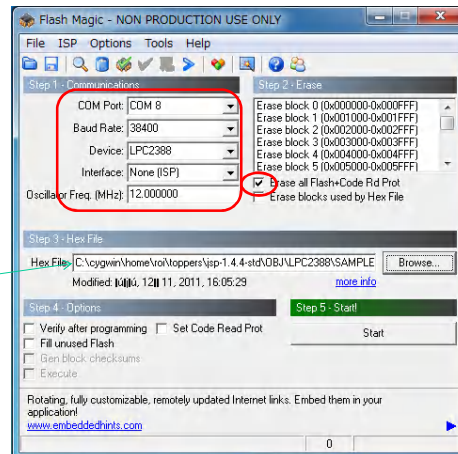 Flash Magic - NON PRODUCTION USE ONLY
File ISP Options Tools Help
Step 1 - Communications
COM Port: COM 8
Baud Rate: 38400
Device: LPC2388
Interface: None (ISP)
Oscillator Freq. (MHz): 12.000000
Step 2 - Erase
Erase block 0 (0x000000-0x000FFF)
Erase block 1 (0x001000-0x001FFF)
Erase block 2 (0x002000-0x002FFF)
Erase block 3 (0x003000-0x003FFF)
Erase block 4 (0x004000-0x004FFF)
Erase block 5 (0x005000-0x005FFF)
Erase all Flash+Code Rd Prot
Erase blocks used by Hex File
Step 3 - Hex File
Hex File: C:\cygwin\home\roi\toppers\jsp-1.4.4-std\OBJ\LPC2388\SAMPLE Browse...
Modified: 12 11, 2011, 16:05:29 more info
Step 4 - Options
Verify after programming Set Code Read Prot
Fill unused Flash
Gen block checksums
Execute
Step 5 - Start!
Start
Rotating, fully customizable, remotely updated Internet links. Embed them in your
application!
www.embeddedhints.com
0